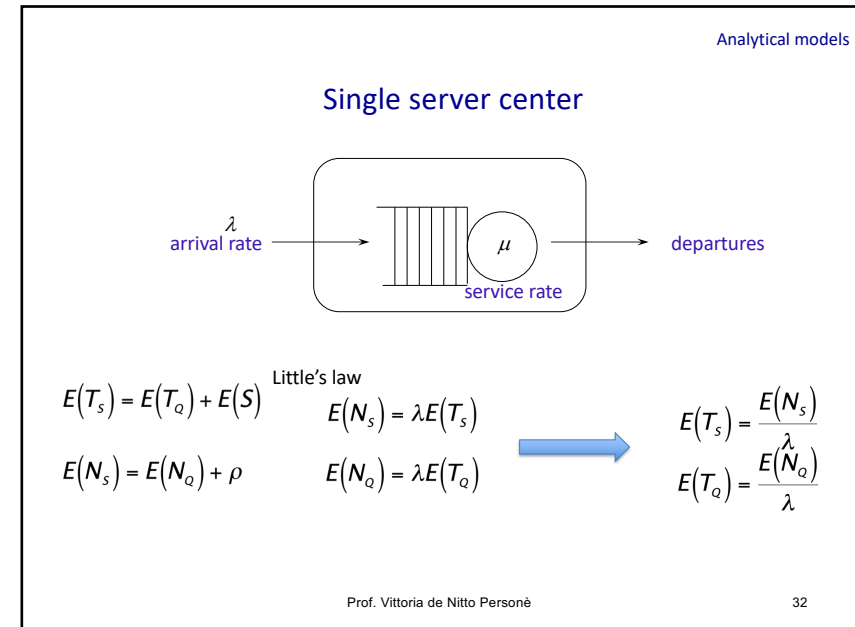 Analytical models
Single server center
λ
arrival rate
μ
departures
service rate
Little's law
E(T_S) = E(T_Q) + E(S)
E(N_S) = λE(T_S)
E(T_S) = E(N_S) / λ
E(N_S) = E(N_Q) + ρ
E(N_Q) = λE(T_Q)
E(T_Q) = E(N_Q) / λ
Prof. Vittoria de Nitto Personè
32